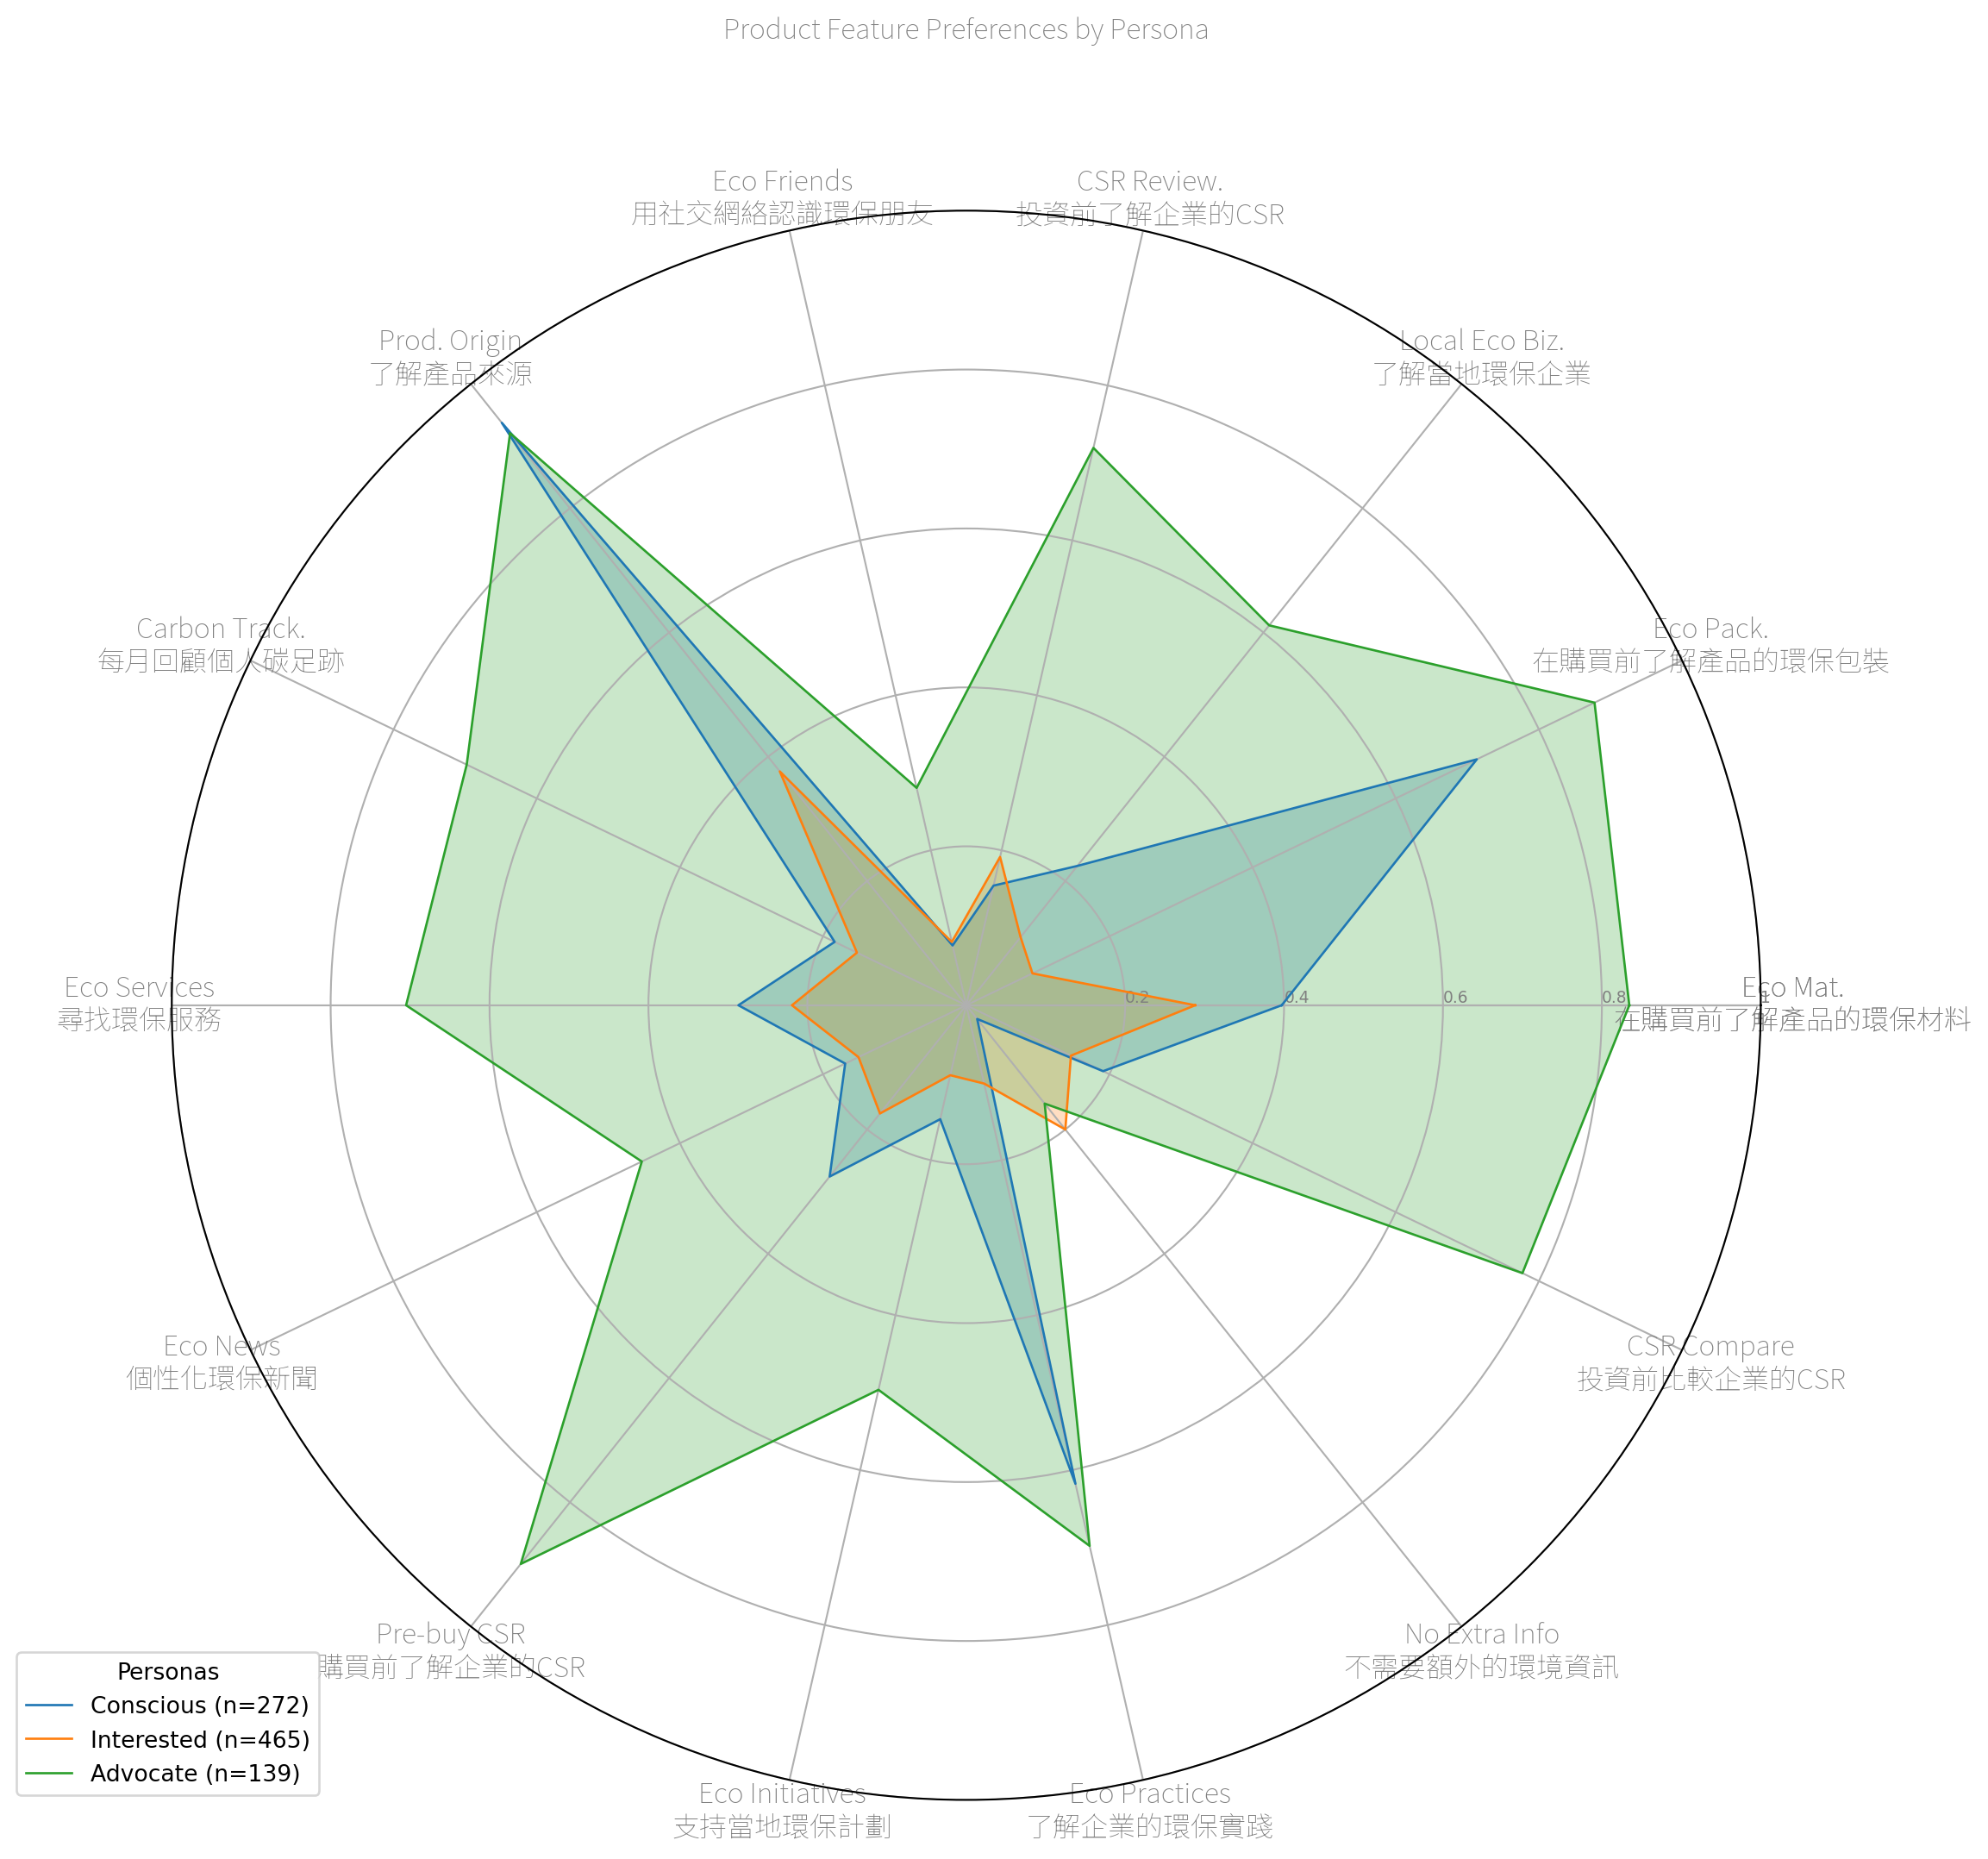 Product Feature Preferences by Persona
Eco Friends
用社交網絡認識環保朋友
CSR Review.
投資前了解企業的CSR
Prod. Origin
了解產品來源
Local Eco Biz.
了解當地環保企業
Carbon Track.
每月回顧個人碳足跡
Eco Pack.
在購買前了解產品的環保包裝
Eco Services
尋找環保服務
0.2
0.4
0.6
0.8
1
Eco Mat.
在購買前了解產品的環保材料
Eco News
個性化環保新聞
CSR Compare
投資前比較企業的CSR
Pre-buy CSR
購買前了解企業的CSR
No Extra Info
不需要額外的環境資訊
Eco Initiatives
支持當地環保計劃
Eco Practices
了解企業的環保實踐
Personas
Conscious (n=272)
Interested (n=465)
Advocate (n=139)